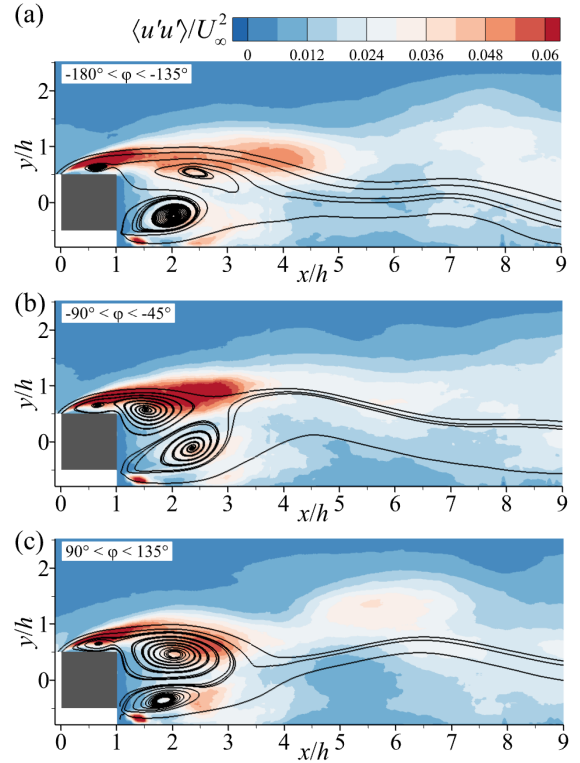 (a) ⟨u'u'⟩/U∞²
0 0.012 0.024 0.036 0.048 0.06
-180° < φ < -135°
y/h
2
1
0
0 1 2 3 4 5 6 7 8 9
x/h
(b)
-90° < φ < -45°
y/h
2
1
0
0 1 2 3 4 5 6 7 8 9
x/h
(c)
90° < φ < 135°
y/h
2
1
0
0 1 2 3 4 5 6 7 8 9
x/h